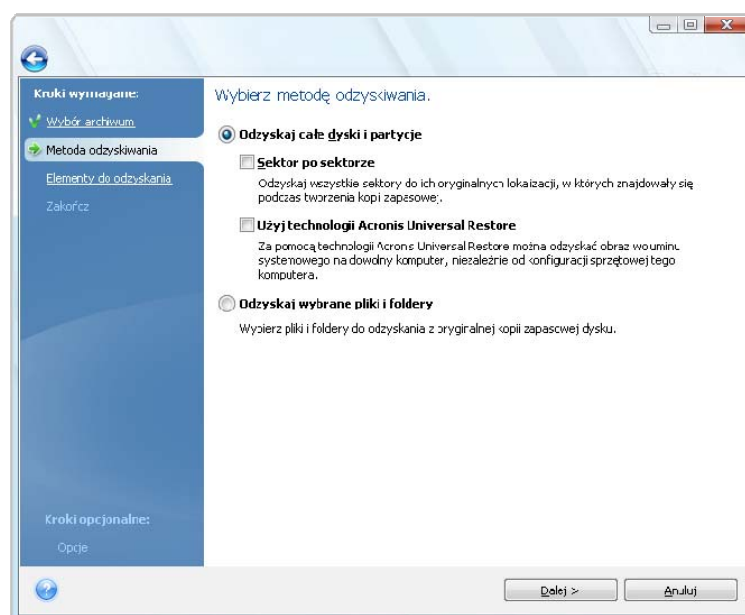 Kroki wymagane:
Wybór archiwum
Metoda odzyskiwania
Elementy do odzyskania
Zakończ
Kroki opcjonalne:
Opcje
Wybierz metodę odzyskiwania.
Odzyskaj całe dyski i partycje
Sektor po sektorze
Odzyskaj wszystkie sektory do ich oryginalnych lokalizacji, w których znajdowały się
podczas tworzenia kopi zapasowej.
Użyj technologii Acronis Universal Restore
Za pomocą technologii Acronis Universal Restore można odzyskać obraz woluminu
systemowego na dowolny komputer, niezależnie od konfiguracji sprzętowej tego
komputera.
Odzyskaj wybrane pliki i foldery
Wybierz pliki i foldery do odzyskania z oryginalnej kopii zapasowej dysku.
Dalej >
Anuluj